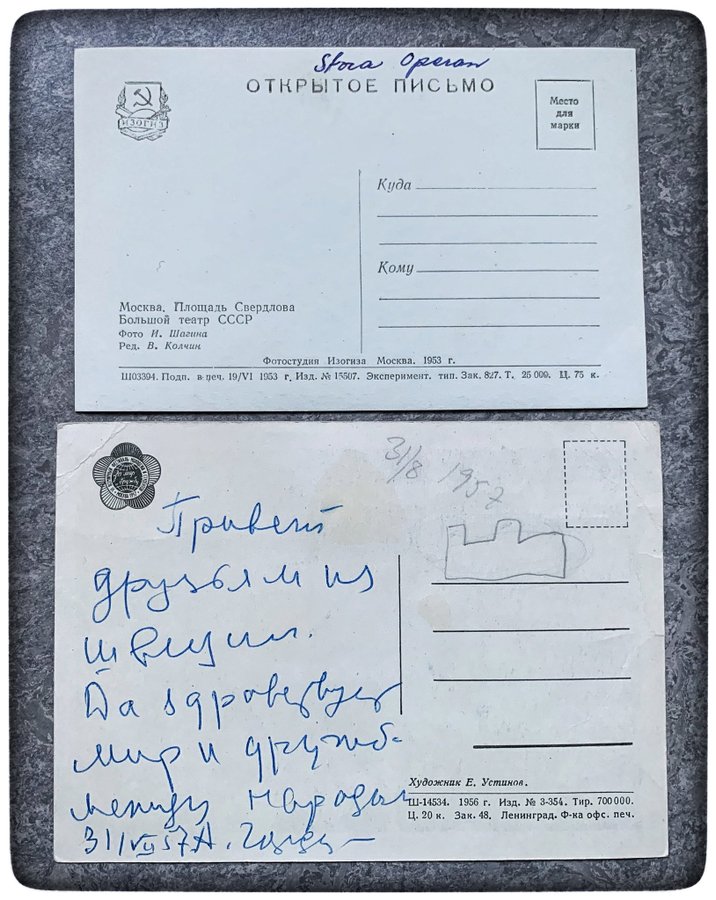 Stora Operan
ОТКРЫТОЕ ПИСЬМО
ИЗОГИЗ
Место
для
марки
Куда
Кому
Москва. Площадь Свердлова
Большой театр СССР
Фото И. Шагина
Ред. В. Колчин
Фотостудия Изогиза Москва. 1953 г.
Ш03394. Подп. в печ. 19/VI 1953 г. Изд. № 15507. Эксперимент. тип. Зак. 827. Т. 25 000. Ц. 75 к.
31/8 1957
Привет
друзьям из
швеции.
Да здравствует
мир и дружба
между народами
31/VII 57
Художник Е. Устинов.
Ш-14534. 1956 г. Изд. № 3-354. Тир. 700000.
Ц. 20 к. Зак. 48. Ленинград. Ф-ка офс. печ.